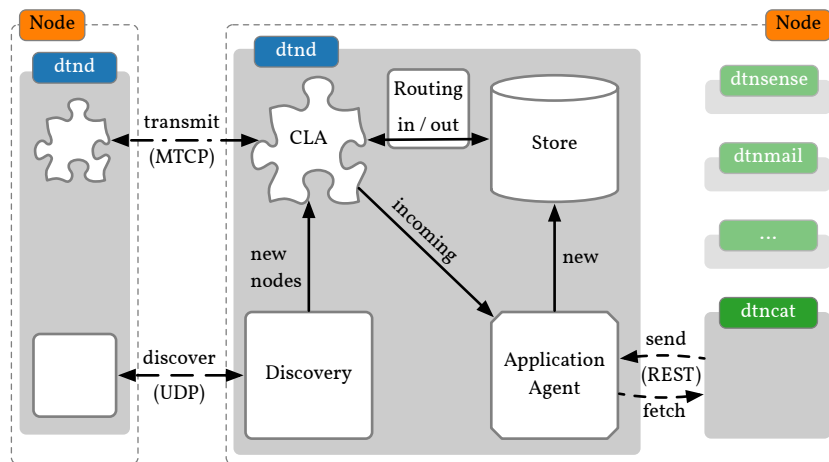 Node
Node
dtnd
dtnd
dtnsense
transmit
(MTCP)
CLA
Routing
in / out
Store
dtnmail
incoming
...
new
nodes
new
dtncat
discover
(UDP)
Discovery
Application
Agent
send
(REST)
fetch